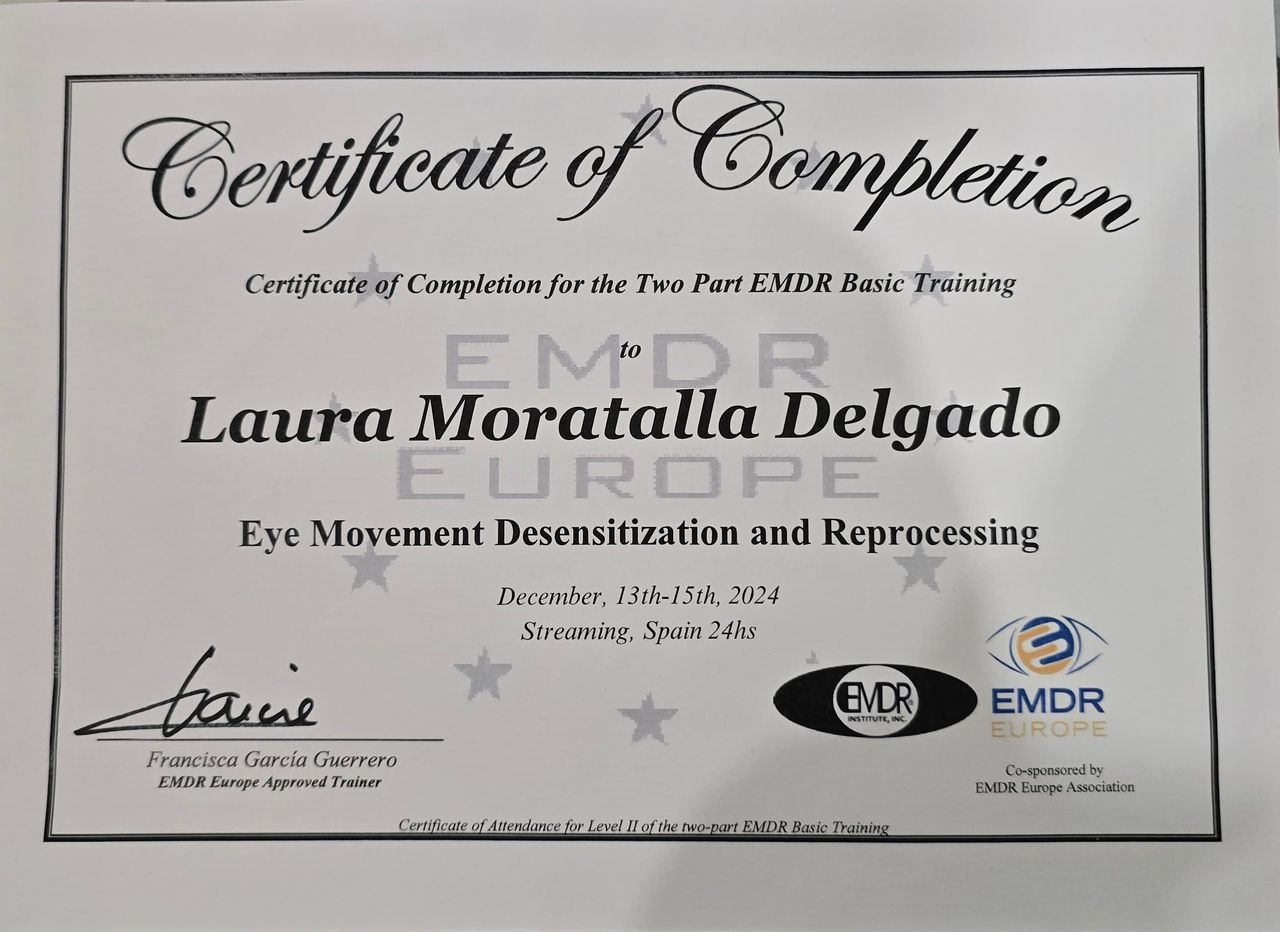 Certificate of Completion
Certificate of Completion for the Two Part EMDR Basic Training
to
EMDR
Laura Moratalla Delgado
EUROPE
Eye Movement Desensitization and Reprocessing
December, 13th-15th, 2024
Streaming, Spain 24hs
Francisca García Guerrero
EMDR Europe Approved Trainer
EMDR
INSTITUTE, INC.
EMDR
EUROPE
Co-sponsored by
EMDR Europe Association
Certificate of Attendance for Level II of the two-part EMDR Basic Training